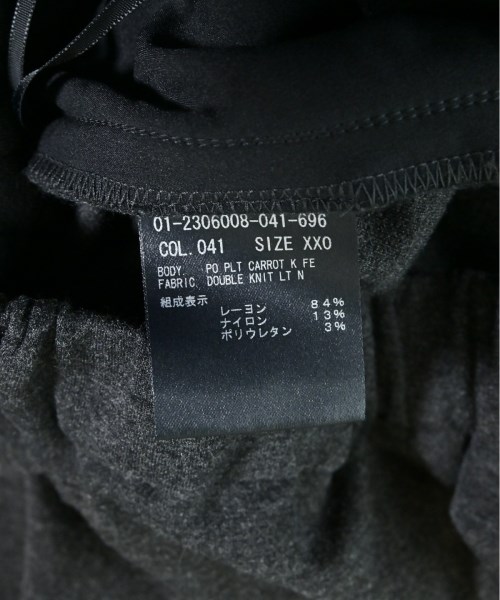 01-2306008-041-696
COL. 041 SIZE XXO
BODY. PO PLT CARROT K FE
FABRIC. DOUBLE KNIT LT N
組成表示
レーヨン 84%
ナイロン 13%
ポリウレタン 3%